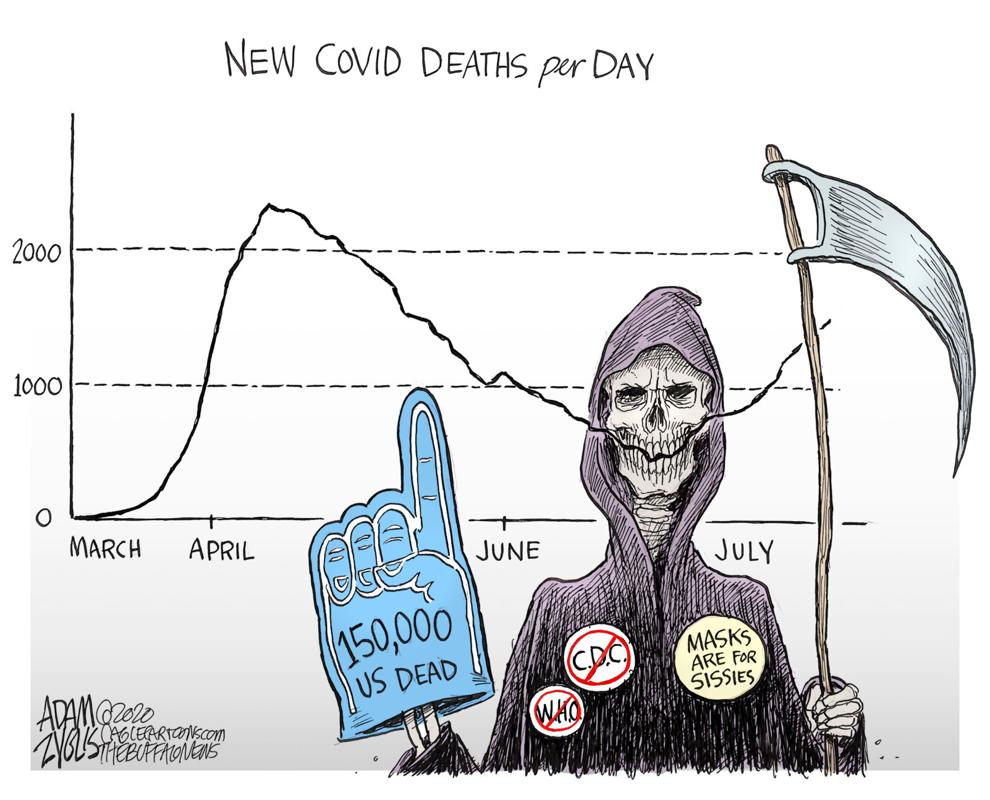 NEW COVID DEATHS per DAY
2000
1000
0
MARCH APRIL JUNE JULY
150,000
US DEAD
C.D.C.
W.H.O.
MASKS
ARE FOR
SISSIES
ADAM
ZYGLIS
©2020
CAGLECARTOONS.com
THEBUFFALONEWS